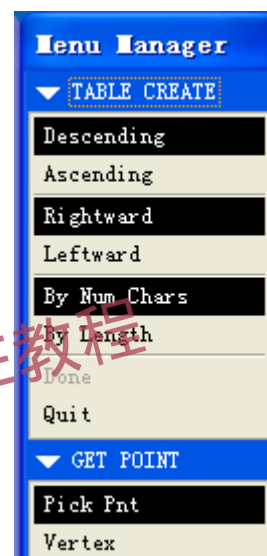 Menu Manager
TABLE CREATE
Descending
Ascending
Rightward
Leftward
By Num Chars
By Length
Done
Quit
GET POINT
Pick Pnt
Vertex
教程